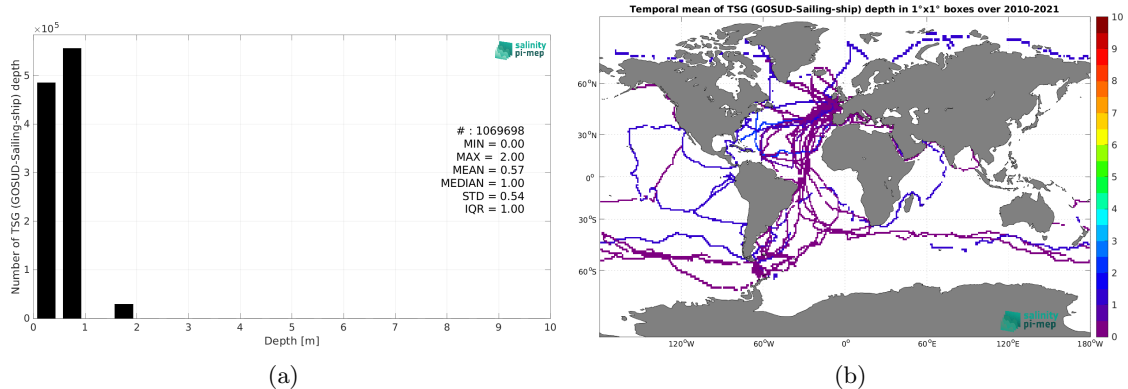 ×10⁵
5
4
3
2
1
0
Number of TSG (GOSUD-Sailing-ship) depth
salinity
pi-mep
# : 1069698
MIN = 0.00
MAX = 2.00
MEAN = 0.57
MEDIAN = 1.00
STD = 0.54
IQR = 1.00
0 1 2 3 4 5 6 7 8 9 10
Depth [m]
(a)
Temporal mean of TSG (GOSUD-Sailing-ship) depth in 1°x1° boxes over 2010-2021
60°N
30°N
15°N
0°
15°S
30°S
60°S
120°W 60°W 0° 60°E 120°E 180°W
salinity
pi-mep
10
9
8
7
6
5
4
3
2
1
0
(b)